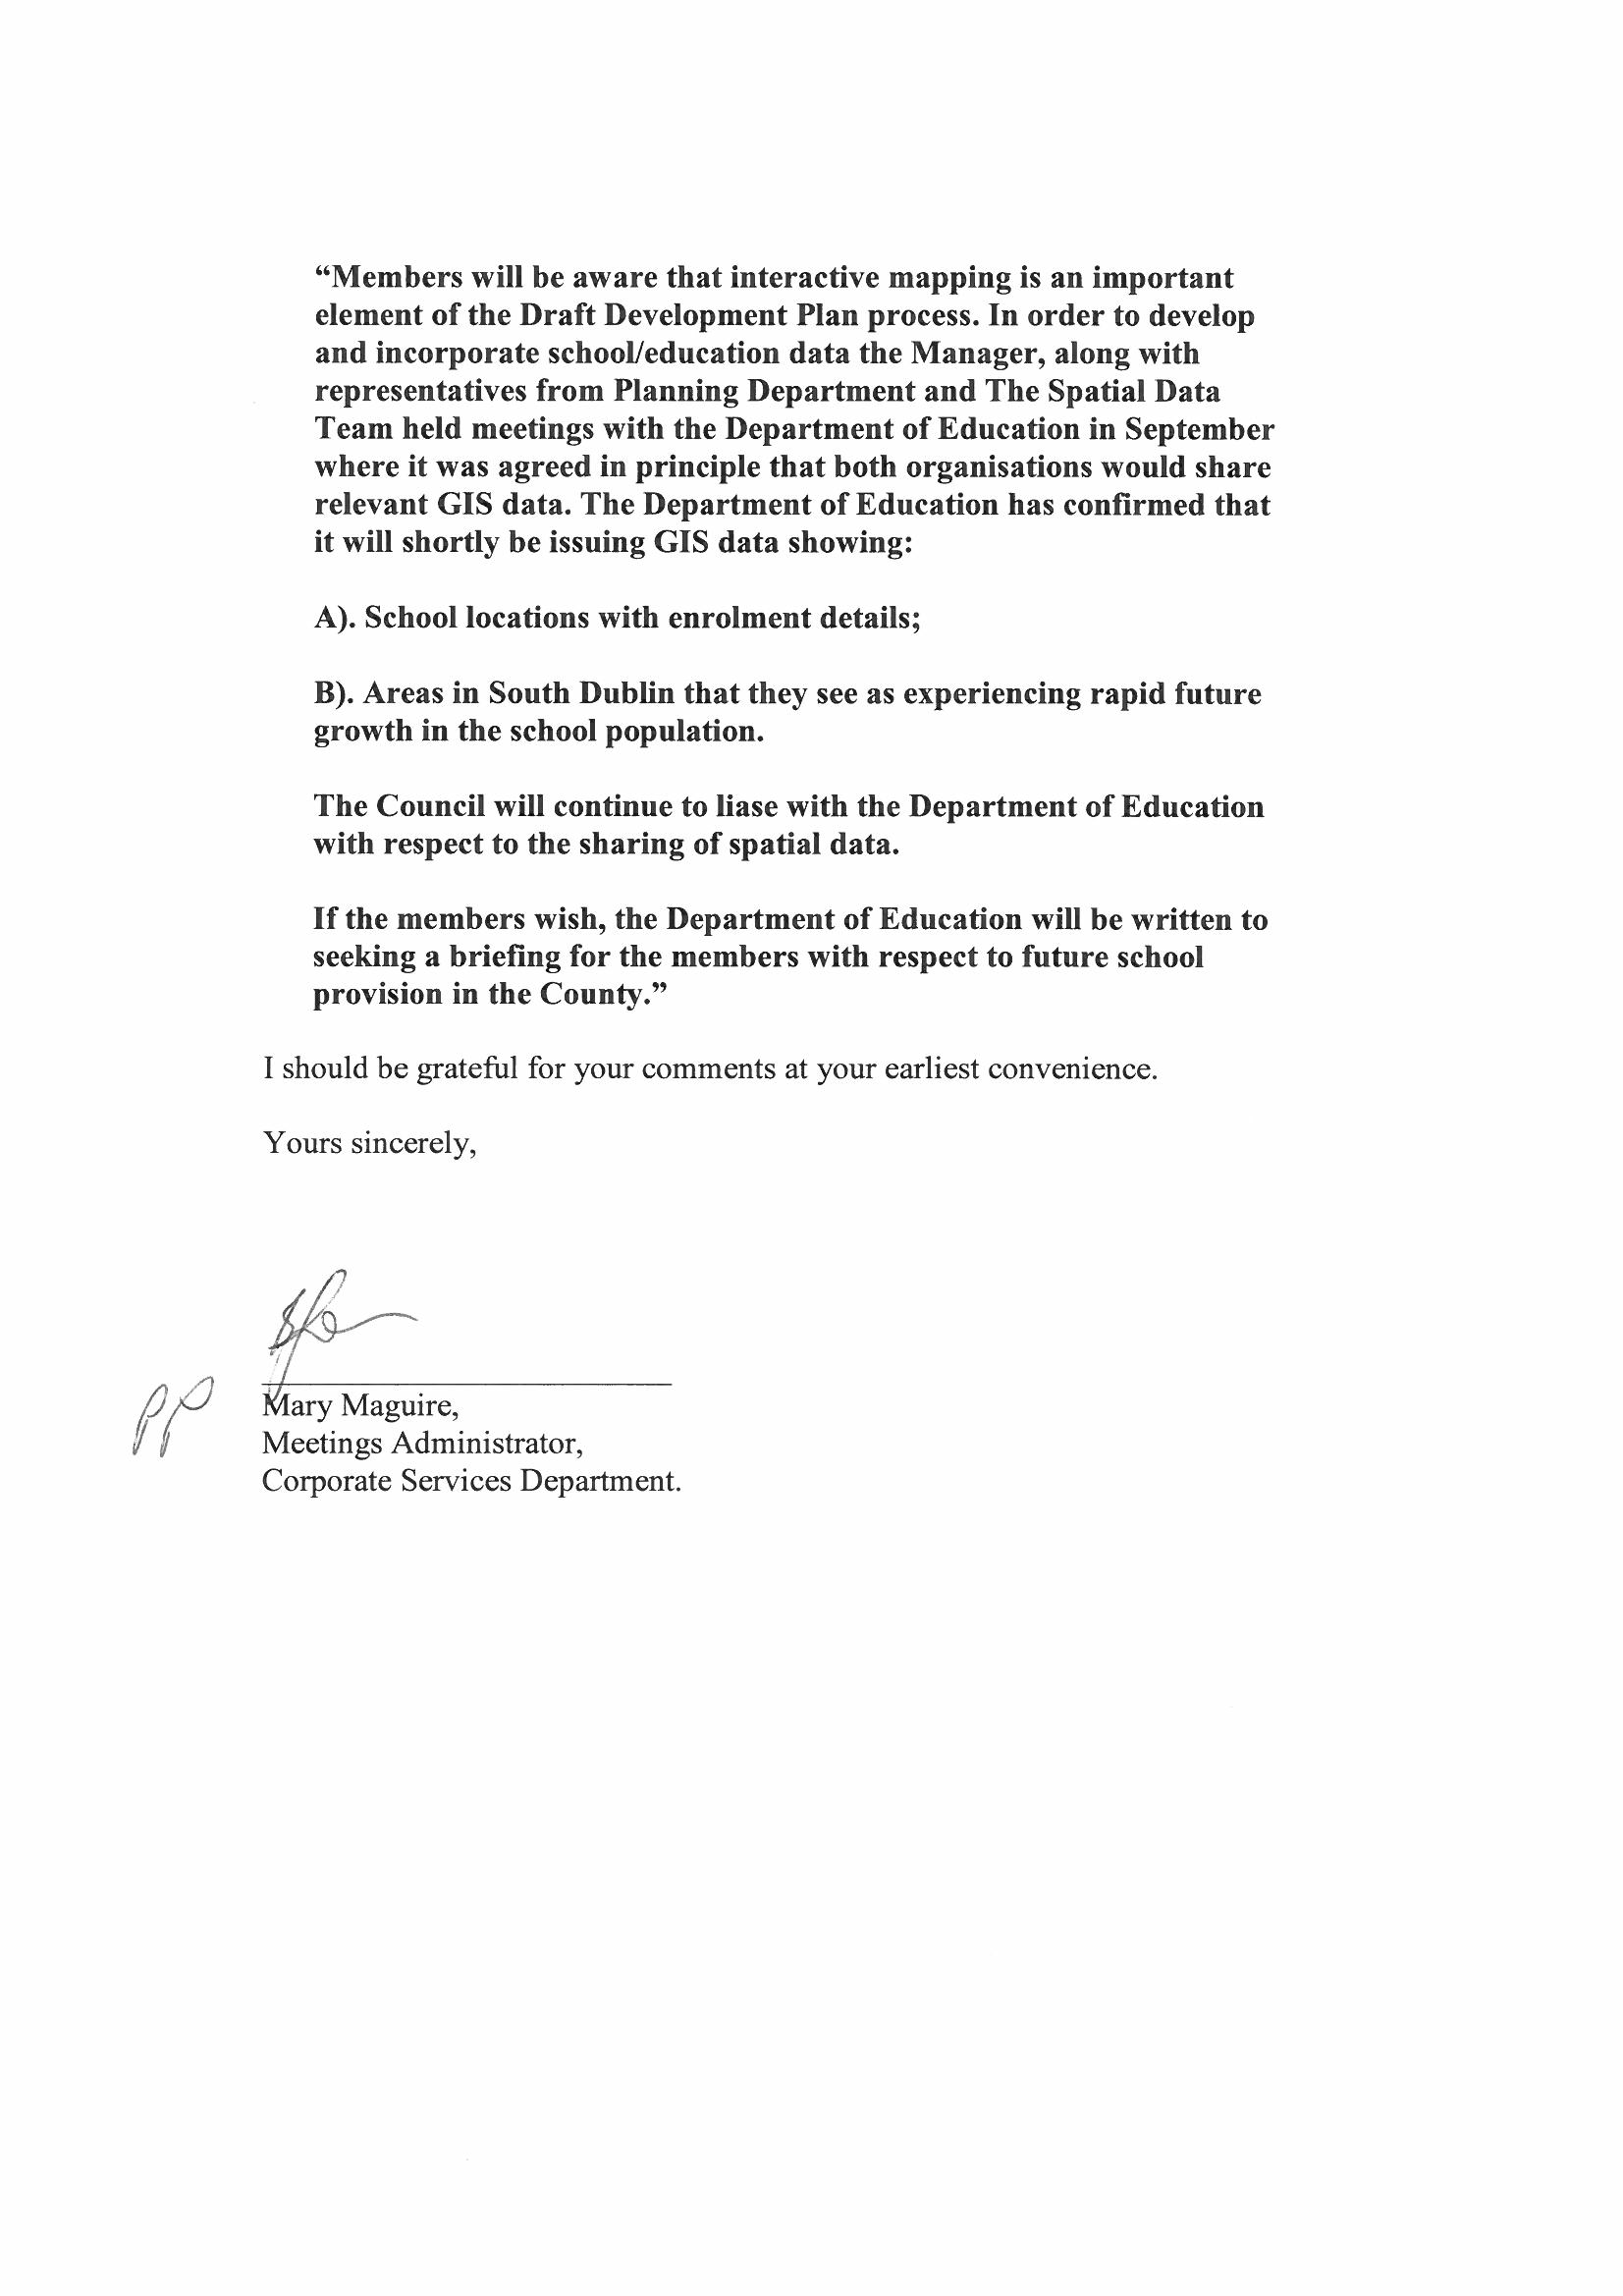 “Members will be aware that interactive mapping is an important
element of the Draft Development Plan process. In order to develop
and incorporate school/education data the Manager, along with
representatives from Planning Department and The Spatial Data
Team held meetings with the Department of Education in September
where it was agreed in principle that both organisations would share
relevant GIS data. The Department of Education has confirmed that
it will shortly be issuing GIS data showing:
A). School locations with enrolment details;
B). Areas in South Dublin that they see as experiencing rapid future
growth in the school population.
The Council will continue to liase with the Department of Education
with respect to the sharing of spatial data.
If the members wish, the Department of Education will be written to
seeking a briefing for the members with respect to future school
provision in the County.”
I should be grateful for your comments at your earliest convenience.
Yours sincerely,
pp
Mary Maguire,
Meetings Administrator,
Corporate Services Department.